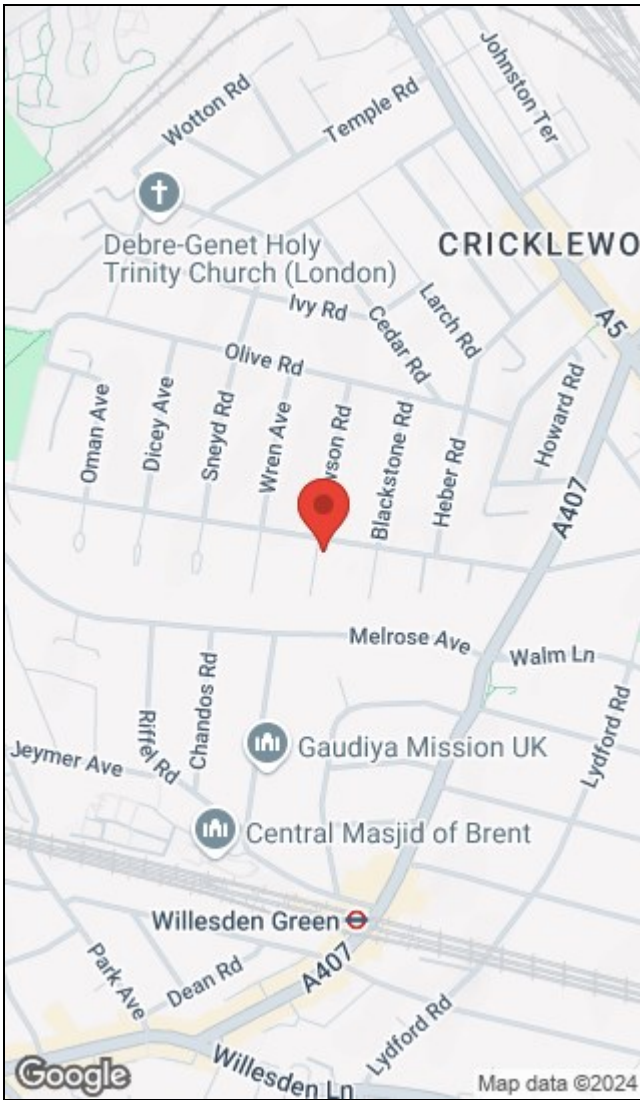 Johnston Ter
Wotton Rd
Temple Rd
Debre-Genet Holy
Trinity Church (London)
CRICKLEWO
Ivy Rd
Larch Rd
Cedar Rd
A5
Olive Rd
Howard Rd
Oman Ave
Dicey Ave
Sneyd Rd
Wren Ave
wson Rd
Blackstone Rd
Heber Rd
A407
Melrose Ave
Walm Ln
Lydford Rd
Riffel Rd
Chandos Rd
Gaudiya Mission UK
Jeymer Ave
Central Masjid of Brent
Willesden Green
Park Ave
Dean Rd
A407
Lydford Rd
Willesden Ln
Google
Map data ©2024